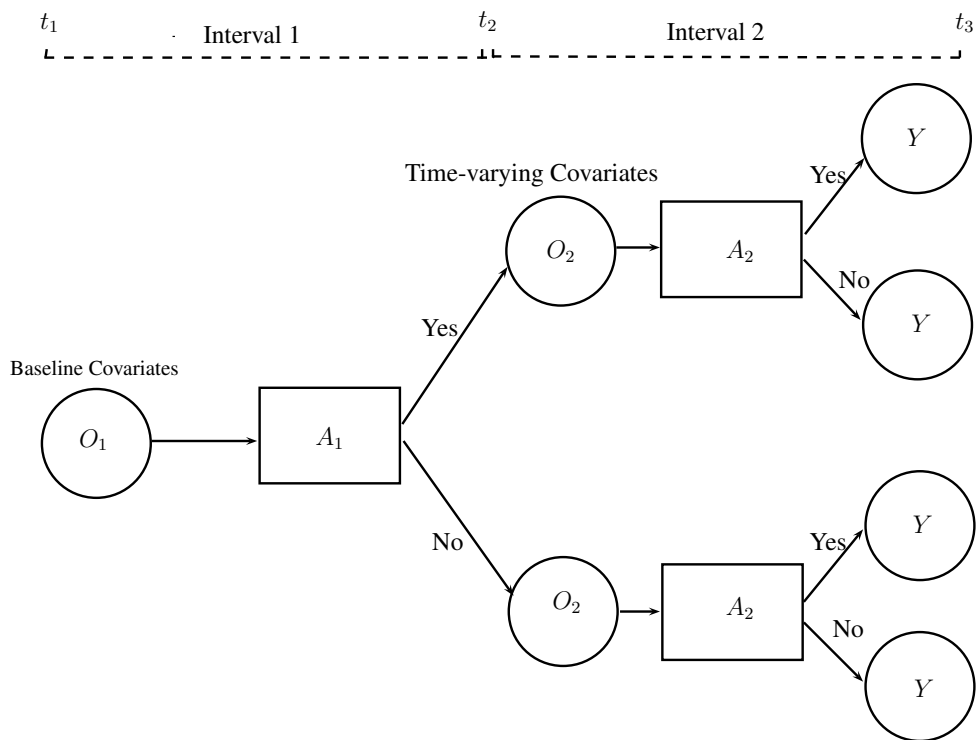 t₁
Interval 1
t₂
Interval 2
t₃
Y
Time-varying Covariates
Yes
O₂
A₂
No
Yes
Y
Baseline Covariates
O₁
A₁
No
Y
Yes
O₂
A₂
No
Y